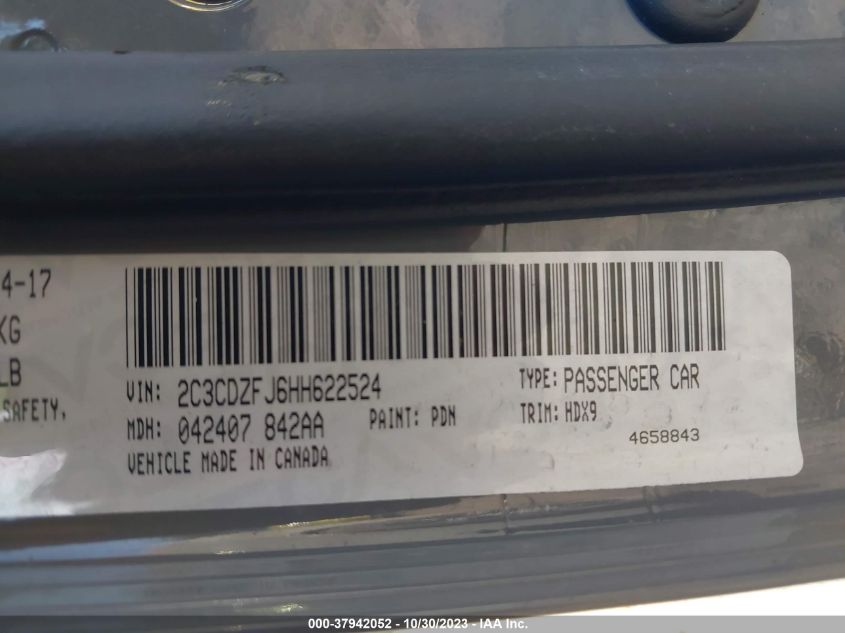 4-17
KG
LB
SAFETY,
VIN: 2C3CDZFJ6HH622524
TYPE: PASSENGER CAR
MDH: 042407 842AA
PAINT: PDN
TRIM: HDX9
VEHICLE MADE IN CANADA
4658843
000-37942052 - 10/30/2023 - IAA Inc.